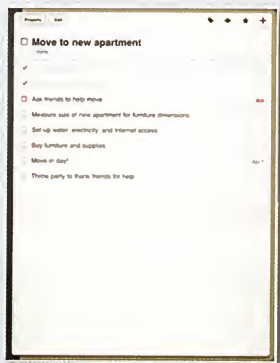 Projects Edit
Move to new apartment
Home
Ask friends to help move
Measure size of new apartment for furniture dimensions
Set-up water, electricity, and Internet access
Buy furniture and supplies
Move in day!
Throw party to thank friends for help